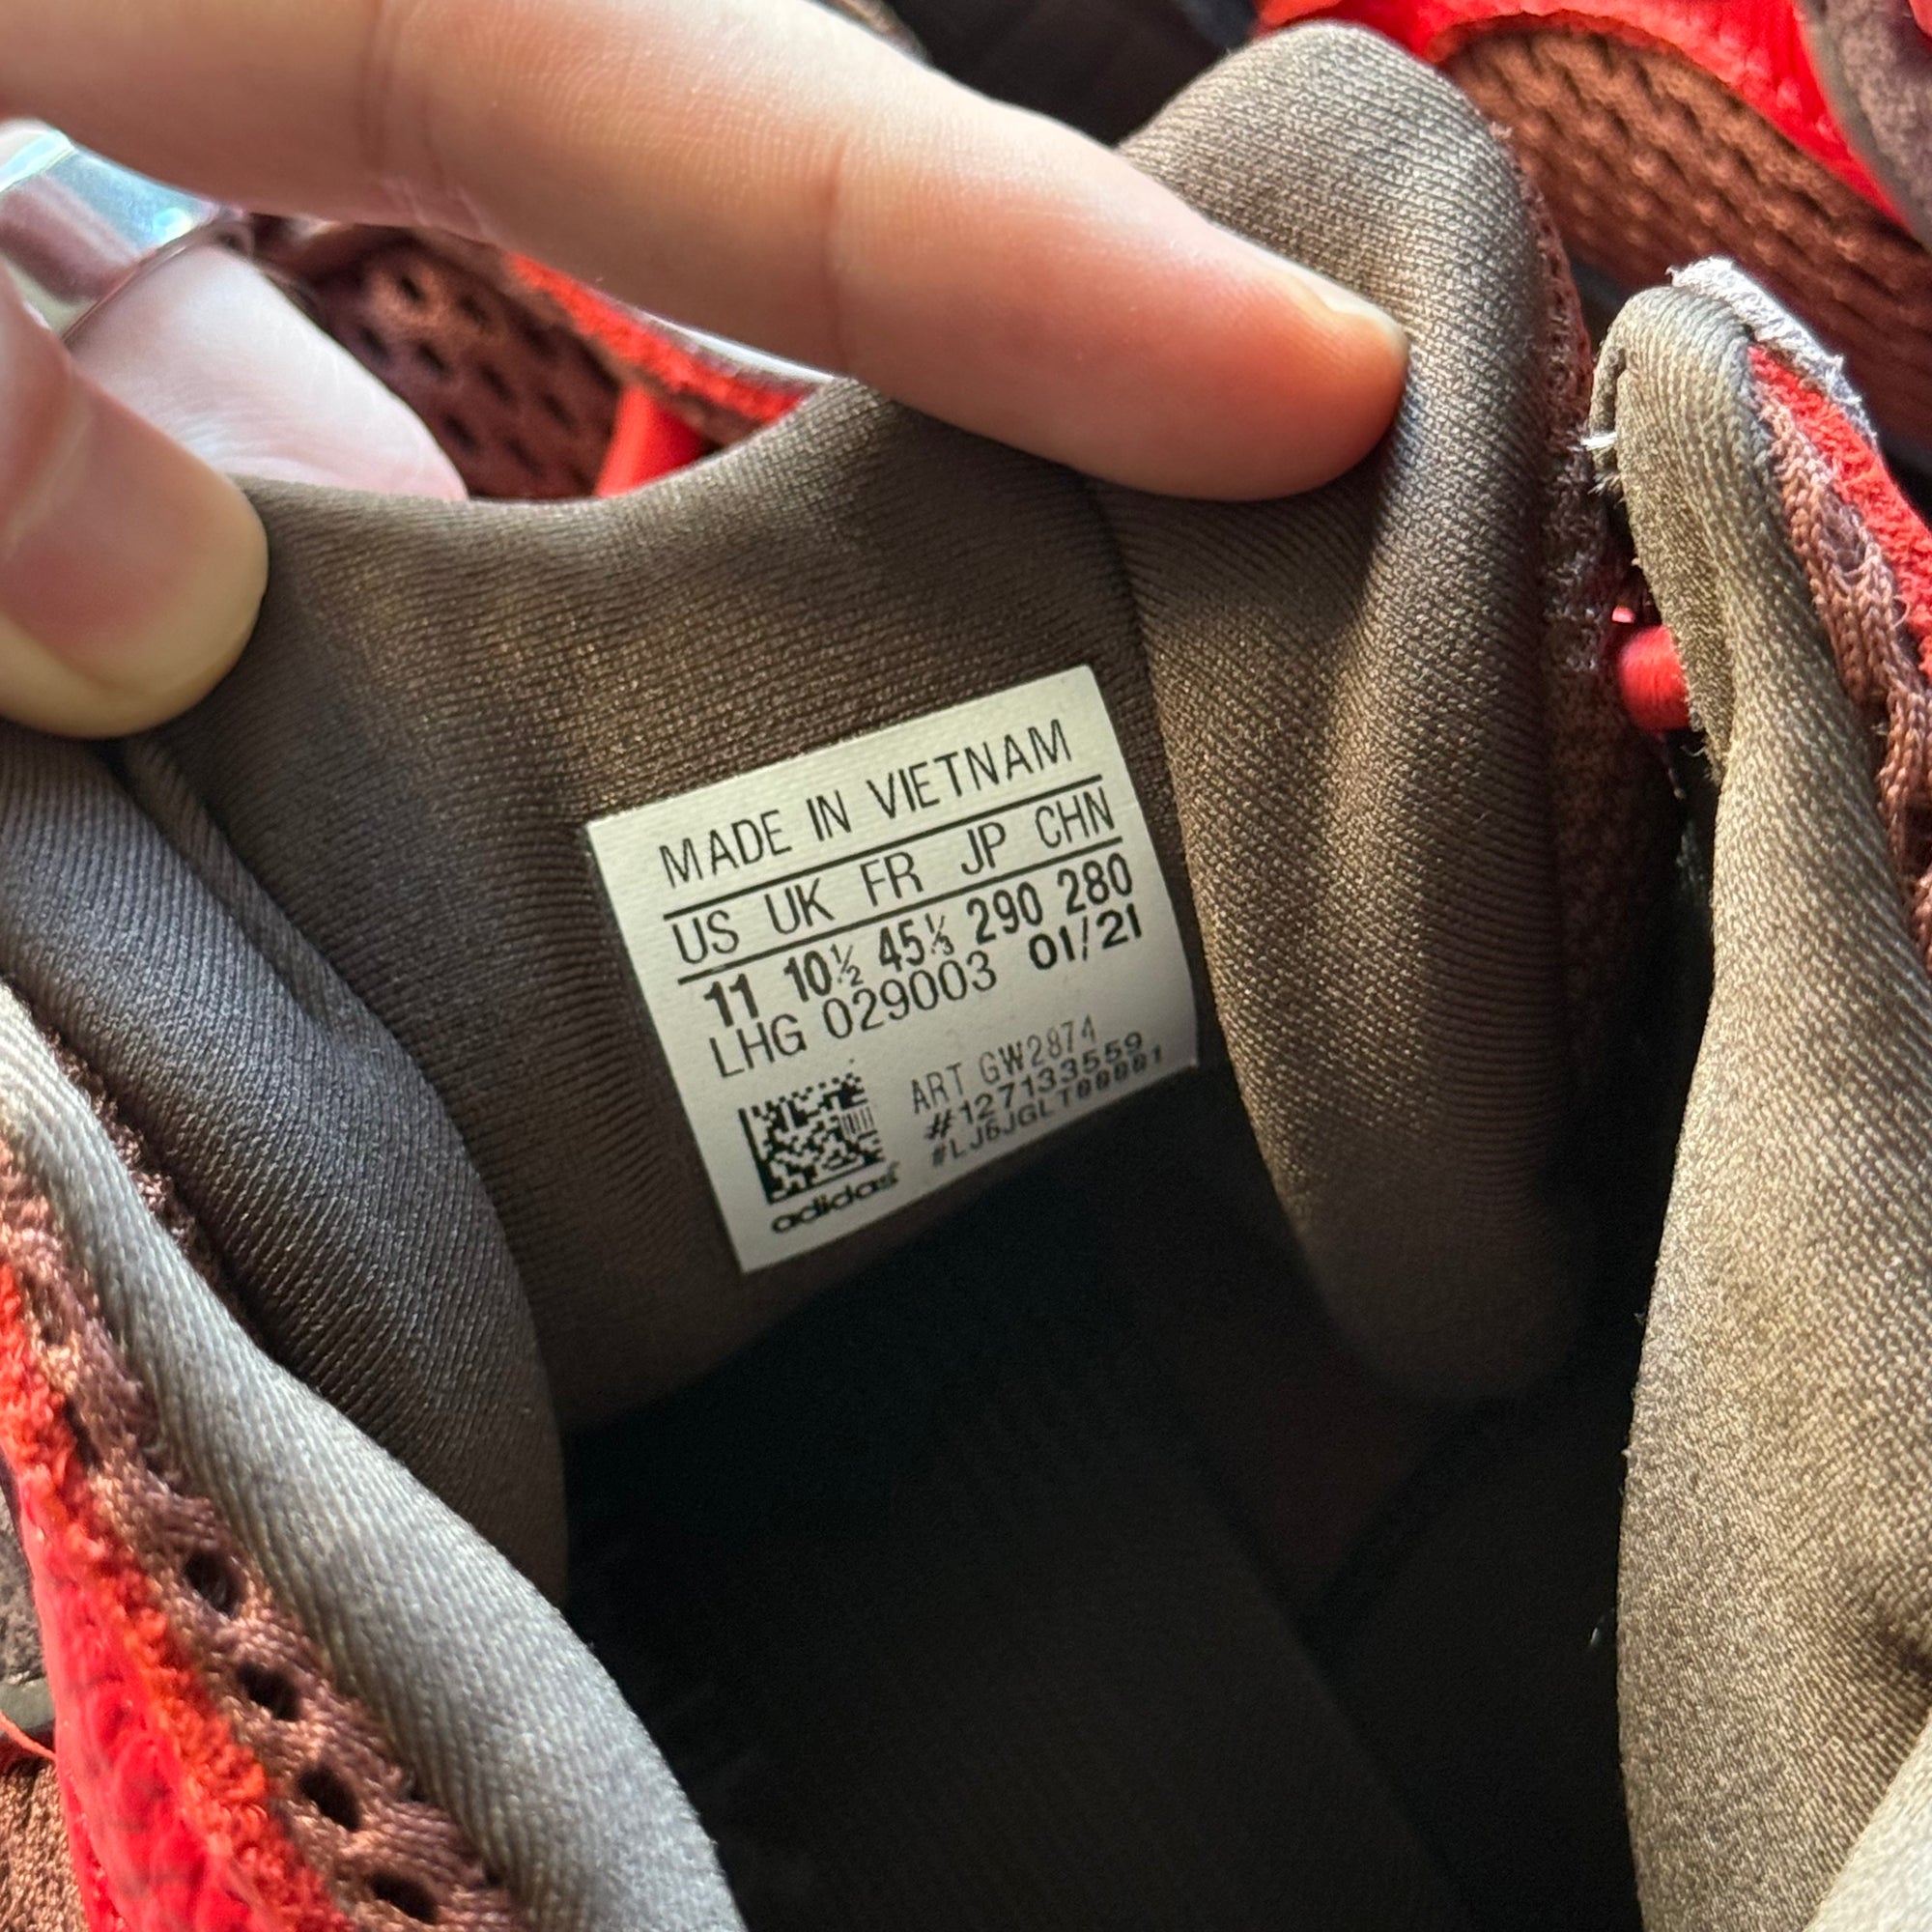 MADE IN VIETNAM
US UK FR JP CHN
11 10½ 45⅓ 290 280
LHG 029003 01/21
ART GW2874
#127133559
#LJ5JGLT00001
adidas